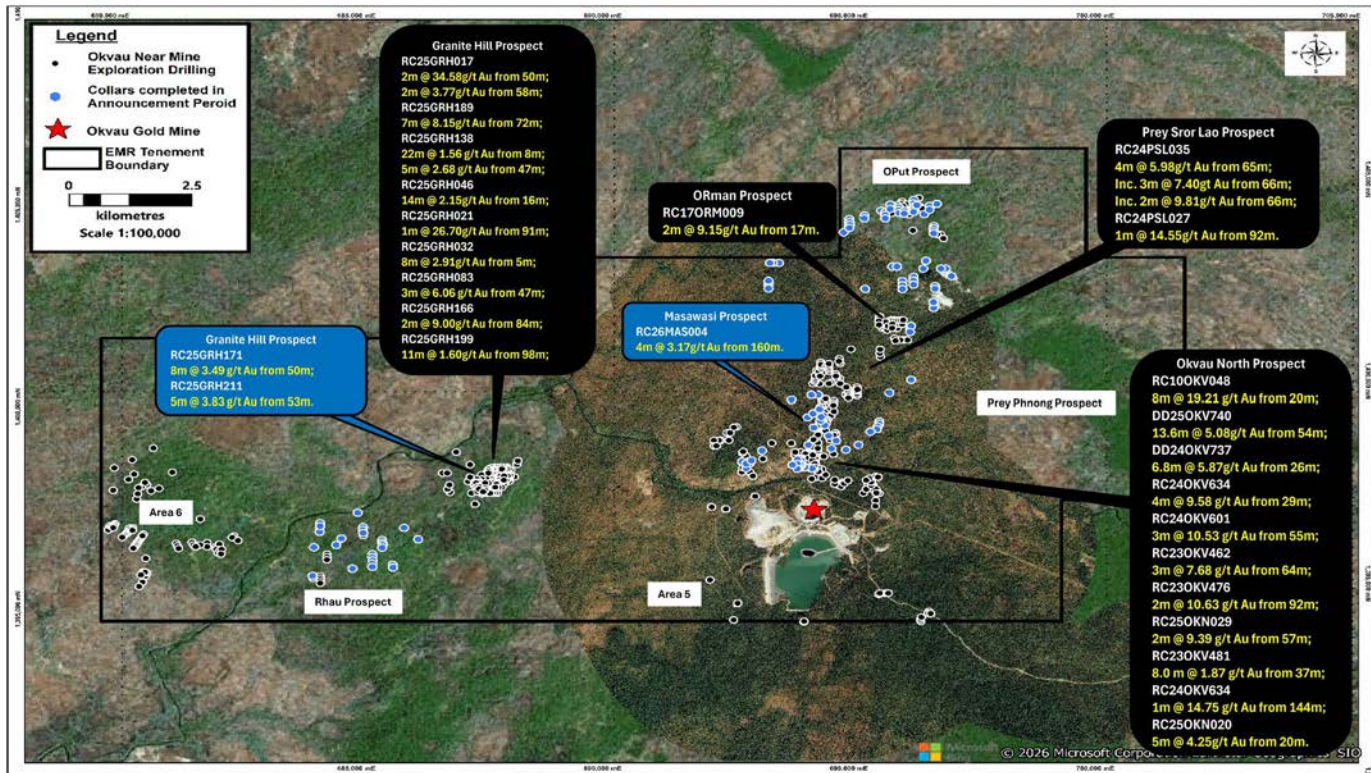 Legend
Okvau Near Mine
Exploration Drilling
Collars completed in
Announcement Peroid
Okvau Gold Mine
EMR Tenement
Boundary
0 2.5
kilometres
Scale 1:100,000
Granite Hill Prospect
RC25GRH017
2m @ 34.58g/t Au from 50m;
2m @ 3.77g/t Au from 58m;
RC25GRH189
7m @ 8.15g/t Au from 72m;
RC25GRH138
22m @ 1.56 g/t Au from 8m;
5m @ 2.68 g/t Au from 47m;
RC25GRH046
14m @ 2.15g/t Au from 16m;
RC25GRH021
1m @ 26.70g/t Au from 91m;
RC25GRH032
8m @ 2.91g/t Au from 5m;
RC25GRH083
3m @ 6.06 g/t Au from 47m;
RC25GRH166
2m @ 9.00g/t Au from 84m;
RC25GRH199
11m @ 1.60g/t Au from 98m;
Granite Hill Prospect
RC25GRH171
8m @ 3.49 g/t Au from 50m;
RC25GRH211
5m @ 3.83 g/t Au from 53m.
ORman Prospect
RC17ORM009
2m @ 9.15g/t Au from 17m.
Masawasi Prospect
RC26MAS004
4m @ 3.17g/t Au from 160m.
OPut Prospect
Prey Sror Lao Prospect
RC24PSL035
4m @ 5.98g/t Au from 65m;
Inc. 3m @ 7.40gt Au from 66m;
Inc. 2m @ 9.81g/t Au from 66m;
RC24PSL027
1m @ 14.55g/t Au from 92m.
Prey Phnong Prospect
Okvau North Prospect
RC10OKV048
8m @ 19.21 g/t Au from 20m;
DD25OKV740
13.6m @ 5.08g/t Au from 54m;
DD24OKV737
6.8m @ 5.87g/t Au from 26m;
RC24OKV634
4m @ 9.58 g/t Au from 29m;
RC24OKV601
3m @ 10.53 g/t Au from 55m;
RC23OKV462
3m @ 7.68 g/t Au from 64m;
RC23OKV476
2m @ 10.63 g/t Au from 92m;
RC25OKN029
2m @ 9.39 g/t Au from 57m;
RC23OKV481
8.0 m @ 1.87 g/t Au from 37m;
RC24OKV634
1m @ 14.75 g/t Au from 144m;
RC25OKN020
5m @ 4.25g/t Au from 20m.
Area 6
Rhau Prospect
Area 5
Microsoft
© 2026 Microsoft
SIO